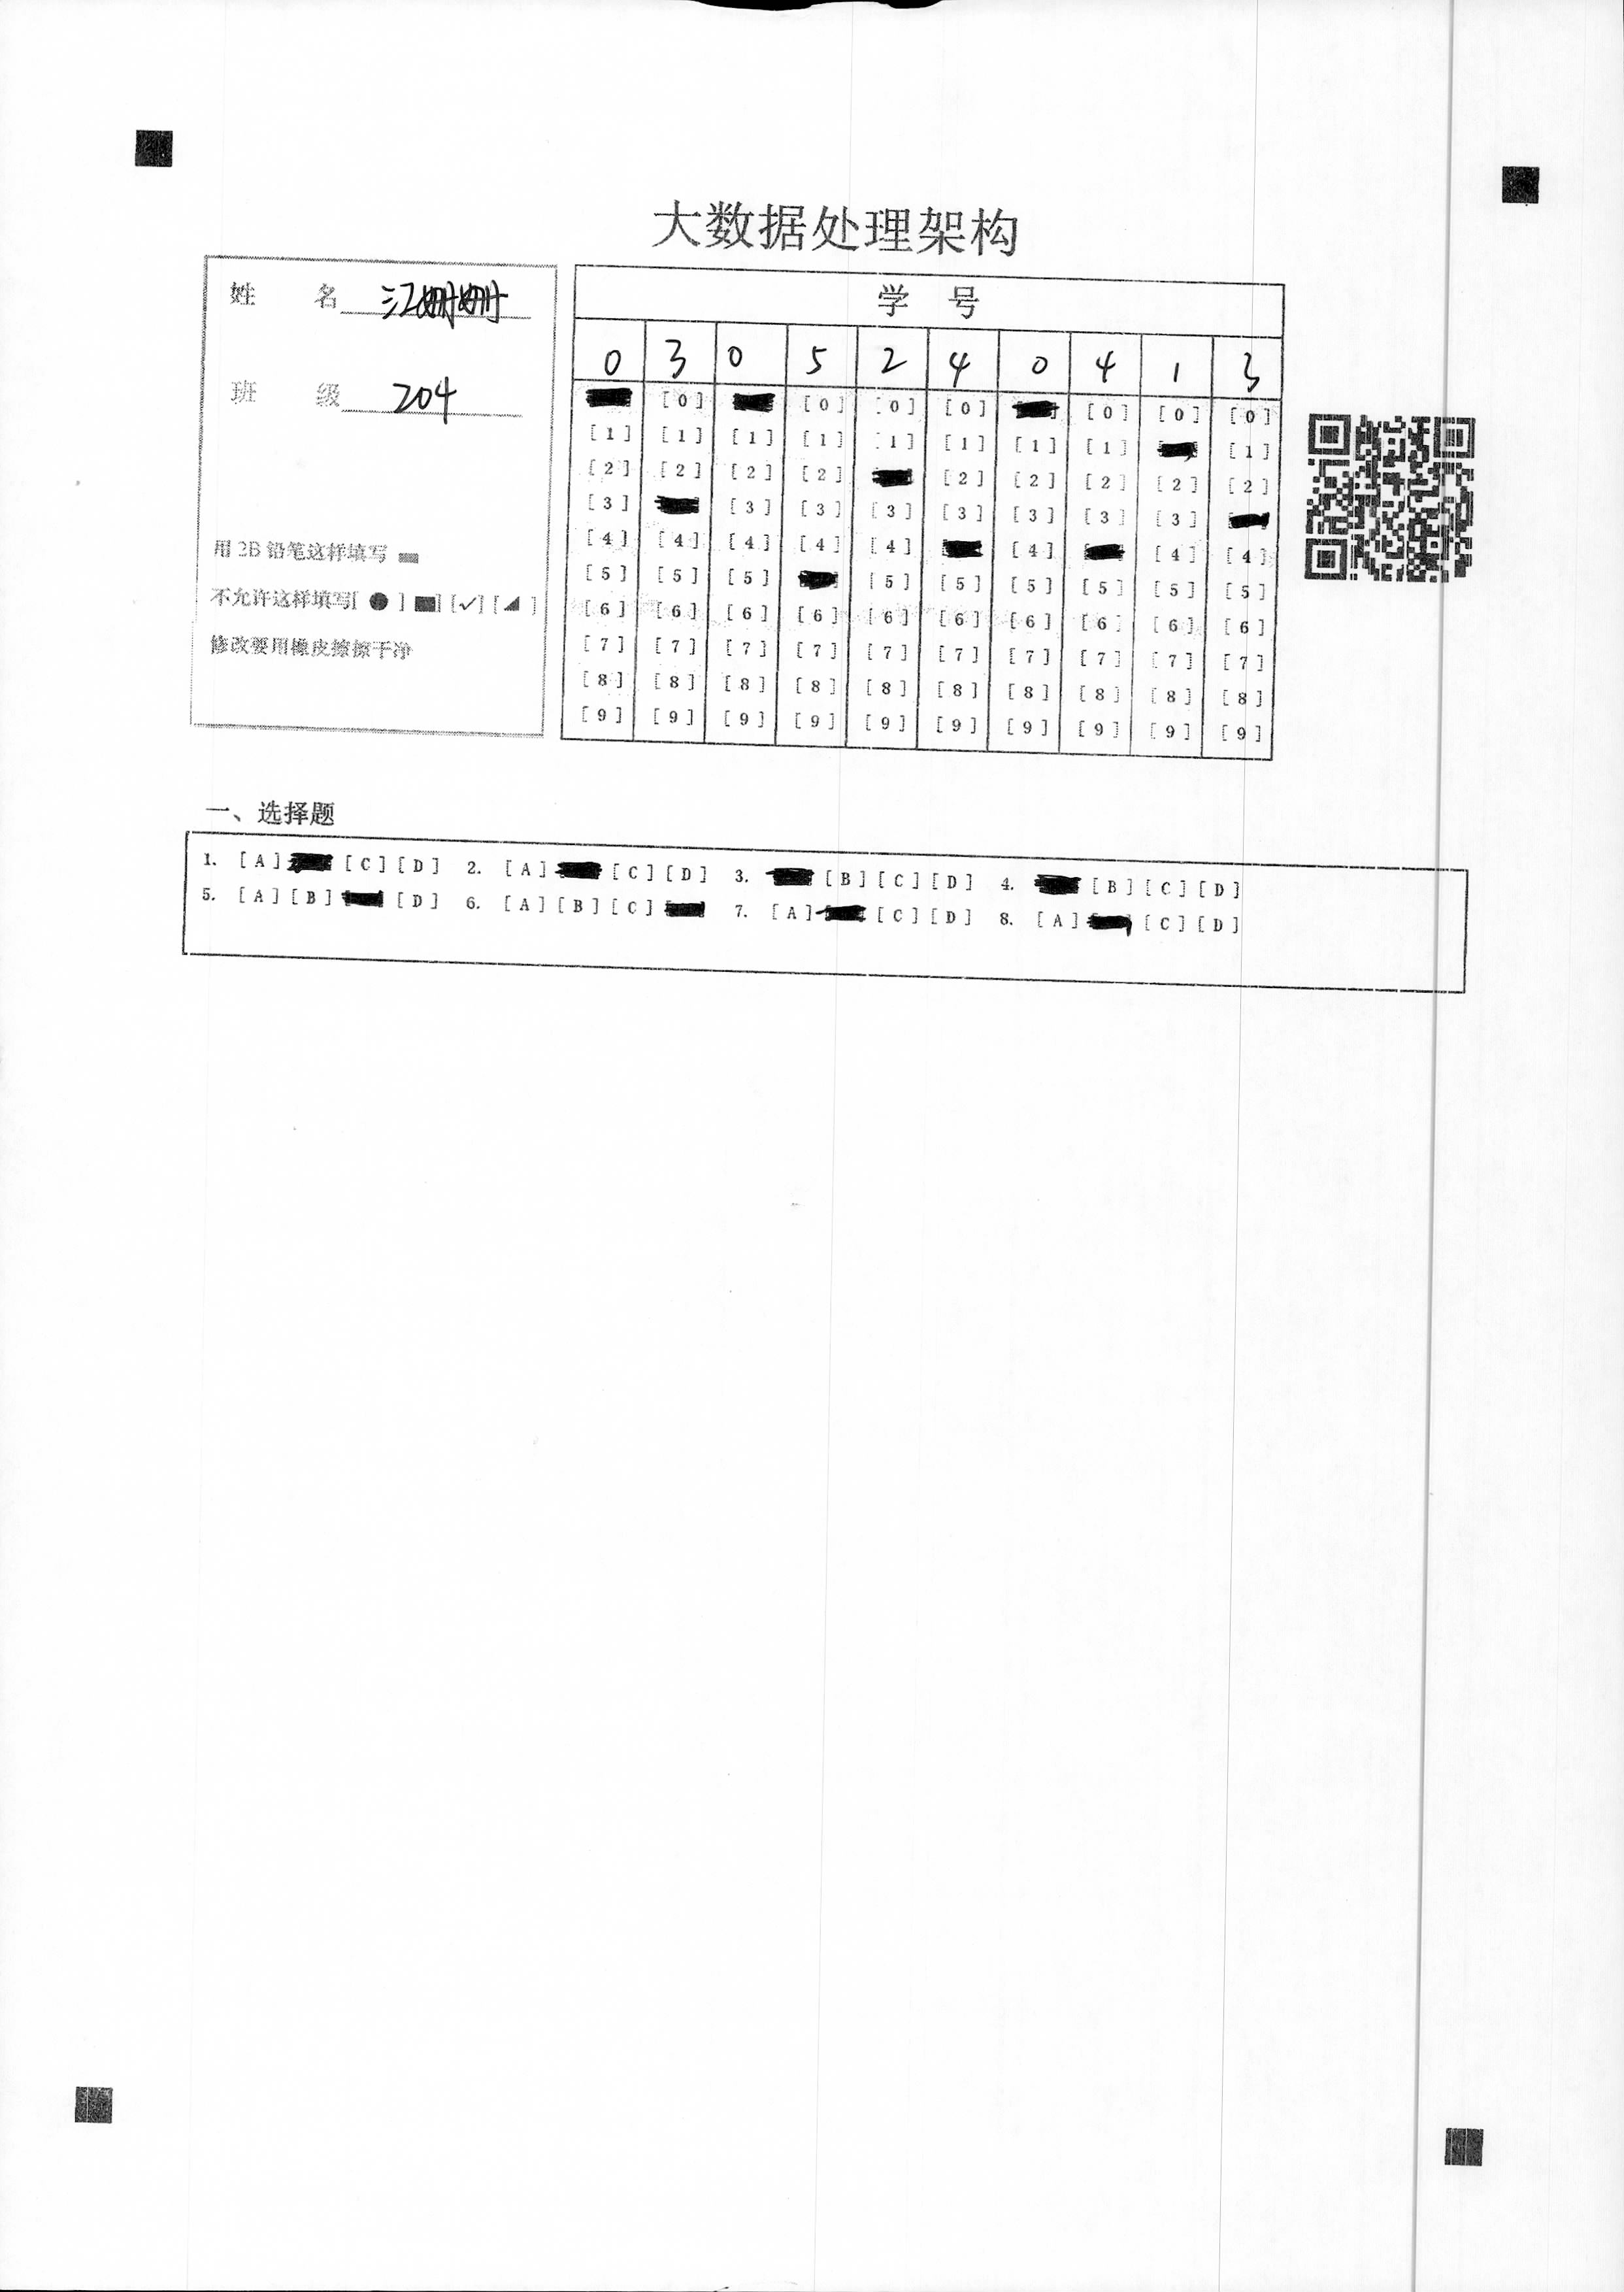 大数据处理架构
姓 名 江姗姗
班 级 204
用 2B 铅笔这样填写
不允许这样填写[ ● ] [■] [✓] [◢ ]
修改要用橡皮擦擦干净
学 号
0 3 0 5 2 4 0 4 1 3
[0] [0] [0] [0] [0] [0] [0]
[1] [1] [1] [1] [1] [1] [1] [1] [1]
[2] [2] [2] [2] [2] [2] [2] [2] [2]
[3] [3] [3] [3] [3] [3] [3] [3]
[4] [4] [4] [4] [4] [4] [4] [4]
[5] [5] [5] [5] [5] [5] [5] [5] [5]
[6] [6] [6] [6] [6] [6] [6] [6] [6] [6]
[7] [7] [7] [7] [7] [7] [7] [7] [7] [7]
[8] [8] [8] [8] [8] [8] [8] [8] [8] [8]
[9] [9] [9] [9] [9] [9] [9] [9] [9] [9]
一、选择题
1. [A] [C] [D] 2. [A] [C] [D] 3. [B] [C] [D] 4. [B] [C] [D]
5. [A] [B] [D] 6. [A] [B] [C] 7. [A] [C] [D] 8. [A] [C] [D]